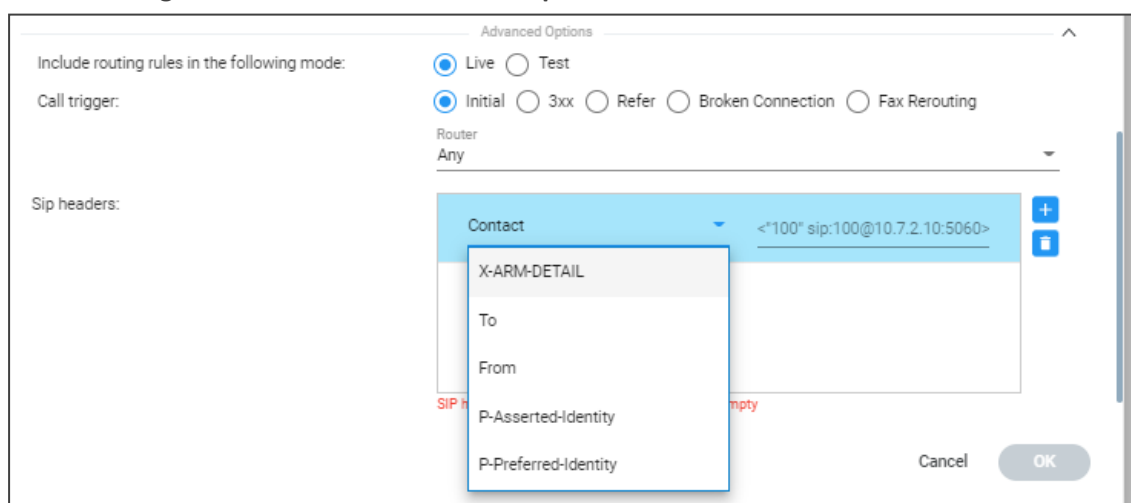 Advanced Options
Include routing rules in the following mode: Live Test
Call trigger: Initial 3xx Refer Broken Connection Fax Rerouting
Router
Any
Sip headers:
Contact <"100" sip:100@10.7.2.10:5060>
X-ARM-DETAIL
To
From
SIP
P-Asserted-Identity
P-Preferred-Identity
Cancel OK